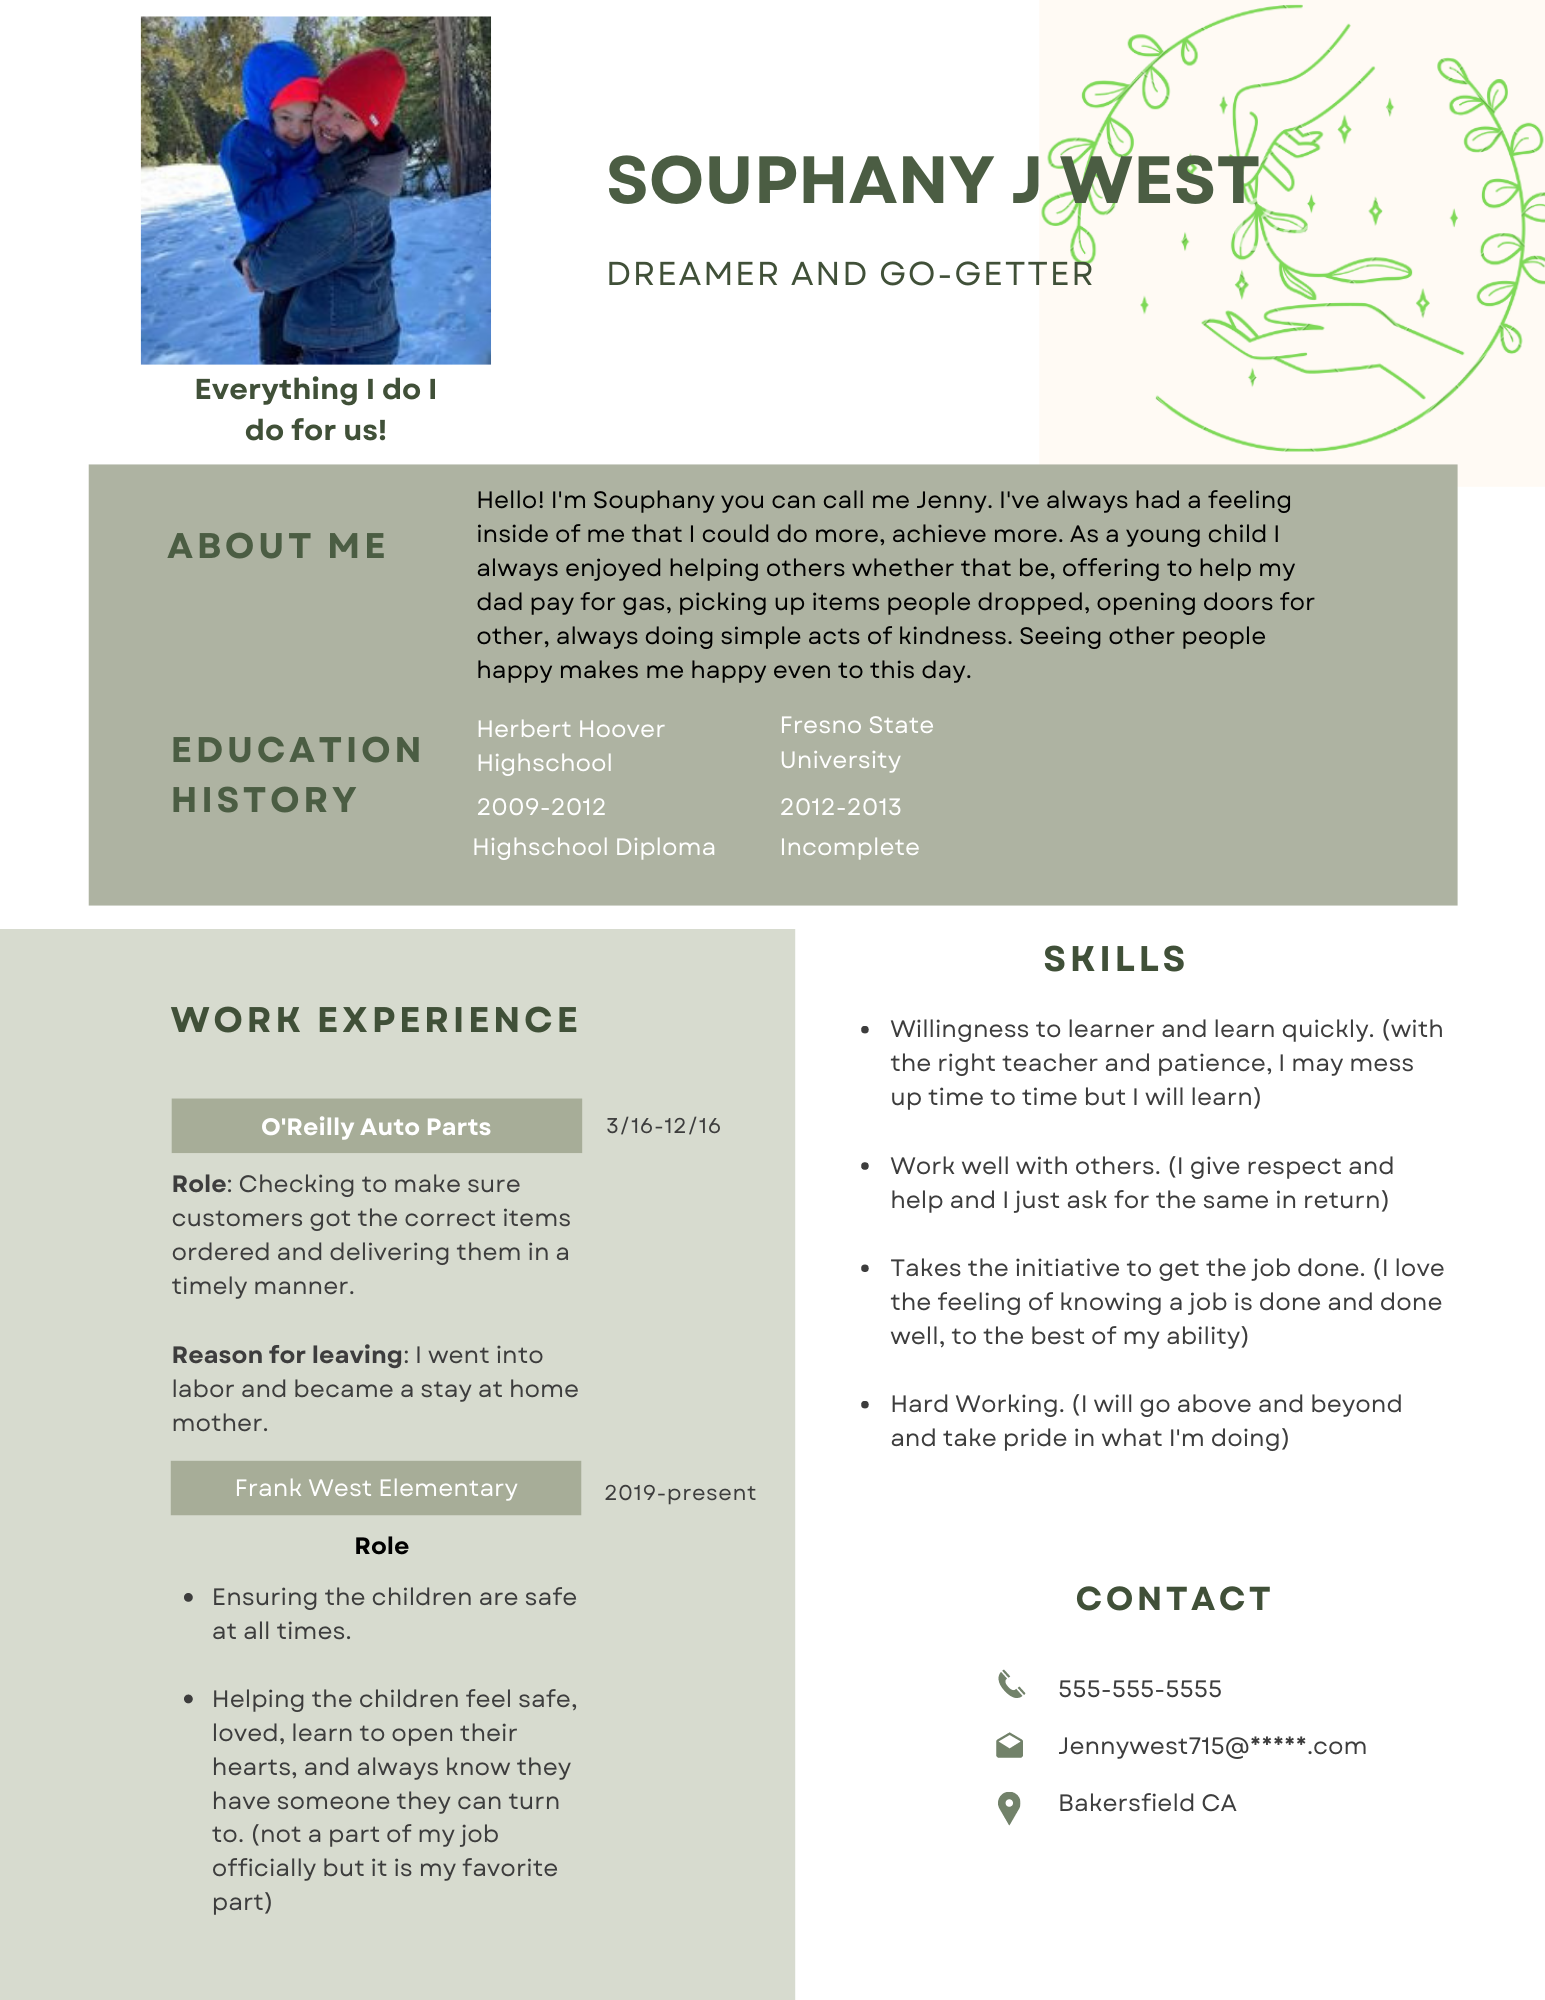 SOUPHANY J WEST
DREAMER AND GO-GETTER
Everything I do I
do for us!
ABOUT ME
Hello! I'm Souphany you can call me Jenny. I've always had a feeling
inside of me that I could do more, achieve more. As a young child I
always enjoyed helping others whether that be, offering to help my
dad pay for gas, picking up items people dropped, opening doors for
other, always doing simple acts of kindness. Seeing other people
happy makes me happy even to this day.
EDUCATION
HISTORY
Herbert Hoover
Highschool
2009-2012
Highschool Diploma
Fresno State
University
2012-2013
Incomplete
WORK EXPERIENCE
O'Reilly Auto Parts
3/16-12/16
Role: Checking to make sure
customers got the correct items
ordered and delivering them in a
timely manner.
Reason for leaving: I went into
labor and became a stay at home
mother.
Frank West Elementary
2019-present
Role
• Ensuring the children are safe
at all times.
• Helping the children feel safe,
loved, learn to open their
hearts, and always know they
have someone they can turn
to. (not a part of my job
officially but it is my favorite
part)
SKILLS
• Willingness to learner and learn quickly. (with
the right teacher and patience, I may mess
up time to time but I will learn)
• Work well with others. (I give respect and
help and I just ask for the same in return)
• Takes the initiative to get the job done. (I love
the feeling of knowing a job is done and done
well, to the best of my ability)
• Hard Working. (I will go above and beyond
and take pride in what I'm doing)
CONTACT
555-555-5555
Jennywest715@*****.com
Bakersfield CA